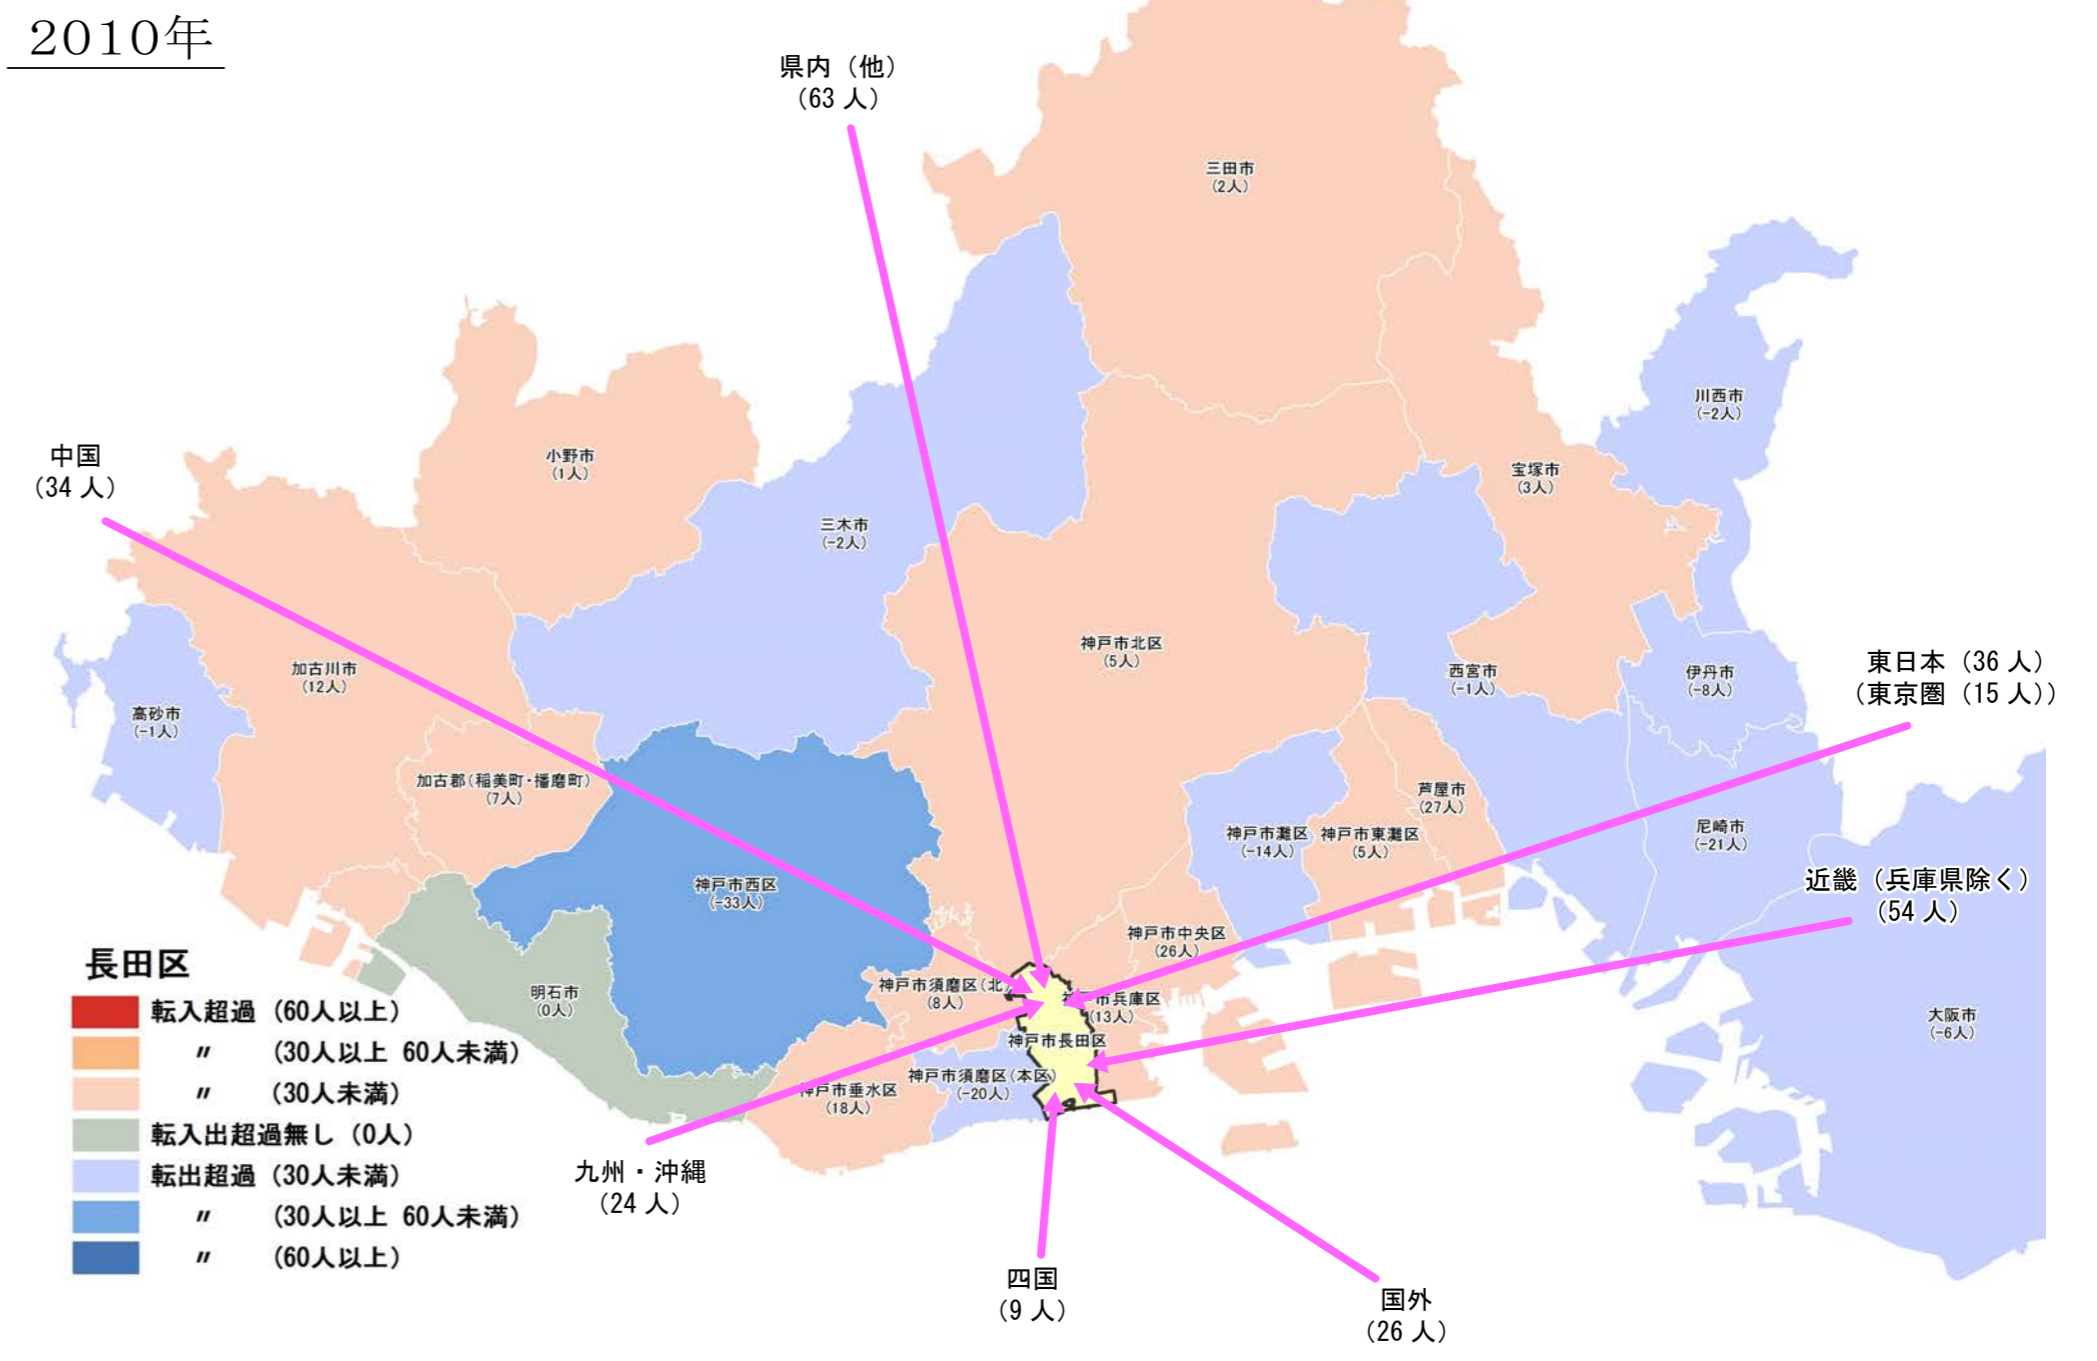 2010年
県内（他）
（63 人）
三田市
(2人)
川西市
(-2人)
中国
（34 人）
小野市
(1人)
宝塚市
(3人)
三木市
(-2人)
神戸市北区
(5人)
東日本（36 人）
（東京圏（15 人））
加古川市
(12人)
西宮市
(-1人)
伊丹市
(-8人)
高砂市
(-1人)
加古郡（稲美町・播磨町）
(7人)
芦屋市
(27人)
神戸市灘区
(-14人)
神戸市東灘区
(5人)
尼崎市
(-21人)
近畿（兵庫県除く）
（54 人）
神戸市西区
(-33人)
神戸市中央区
(26人)
長田区
明石市
(0人)
神戸市須磨区（北）
(8人)
神戸市兵庫区
(13人)
大阪市
(-6人)
神戸市長田区
神戸市須磨区（本区）
(-20人)
神戸市垂水区
(18人)
転入超過（60人以上）
〃 （30人以上 60人未満）
〃 （30人未満）
転入出超過無し（0人）
転出超過（30人未満）
〃 （30人以上 60人未満）
〃 （60人以上）
九州・沖縄
（24 人）
四国
（9 人）
国外
（26 人）